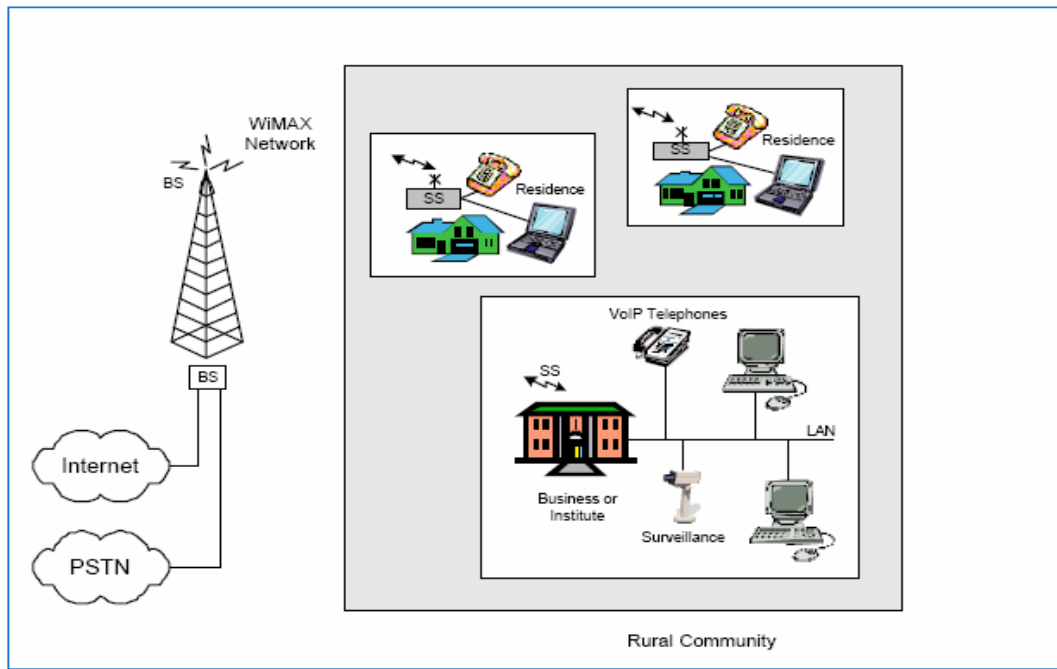 WiMAX
Network
BS
BS
Internet
PSTN
SS
Residence
SS
Residence
VoIP Telephones
SS
LAN
Business or
Institute
Surveillance
Rural Community